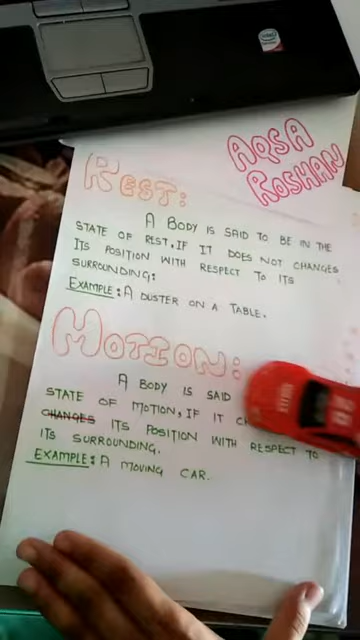 AQSA
ROSHAN
REST:
A BODY IS SAID TO BE IN THE
STATE OF REST, IF IT DOES NOT CHANGES
ITS POSITION WITH RESPECT TO ITS
SURROUNDING:
EXAMPLE: A DUSTER ON A TABLE.
MOTION:
A BODY IS SAID
STATE OF MOTION, IF IT
CHANGES ITS POSITION WITH RESPECT TO
ITS SURROUNDING.
EXAMPLE: A MOVING CAR.